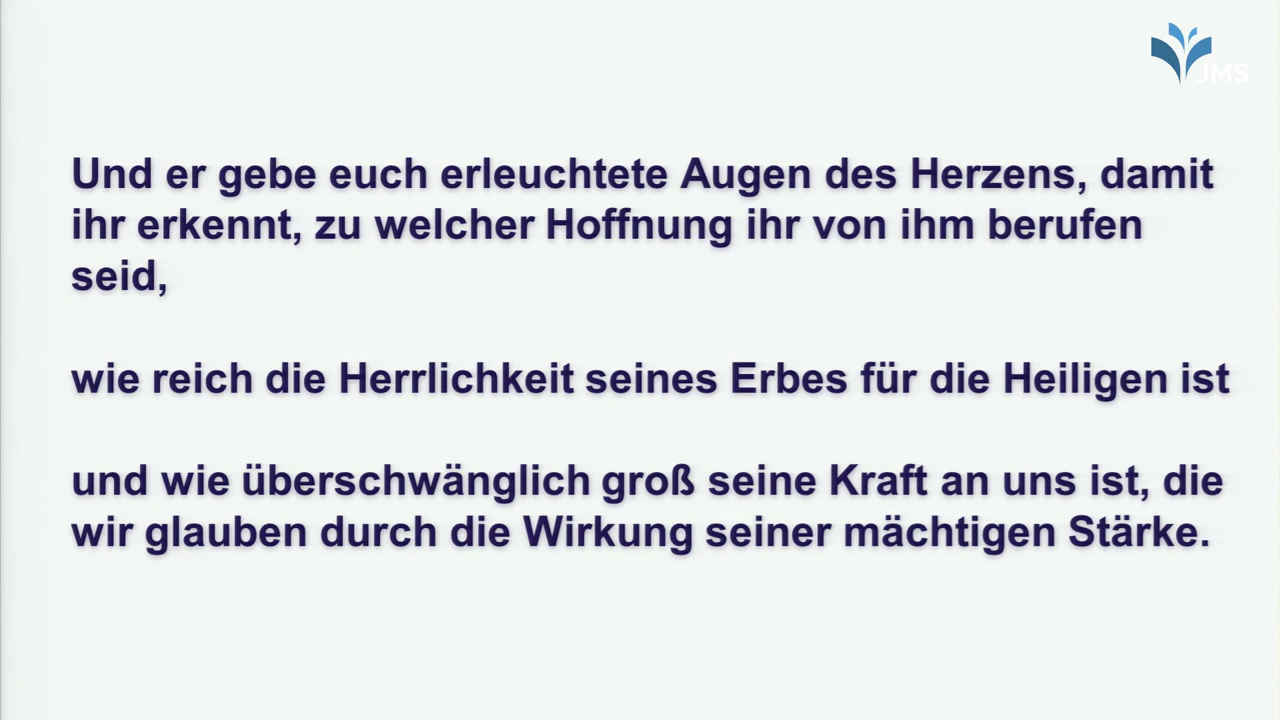 JMS
Und er gebe euch erleuchtete Augen des Herzens, damit
ihr erkennt, zu welcher Hoffnung ihr von ihm berufen
seid,
wie reich die Herrlichkeit seines Erbes für die Heiligen ist
und wie überschwänglich groß seine Kraft an uns ist, die
wir glauben durch die Wirkung seiner mächtigen Stärke.